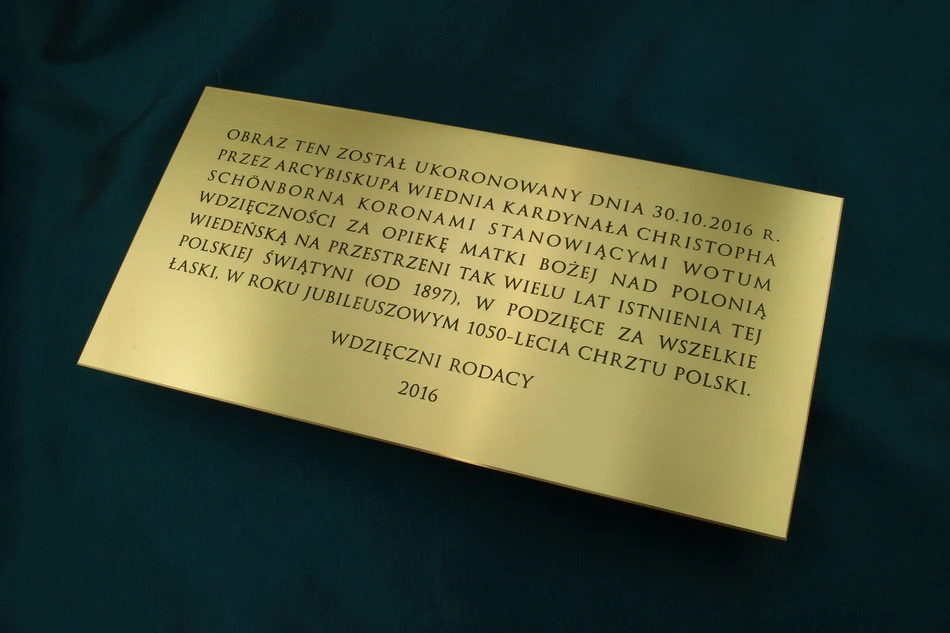 OBRAZ TEN ZOSTAŁ UKORONOWANY DNIA 30.10.2016 R.
PRZEZ ARCYBISKUPA WIEDNIA KARDYNAŁA CHRISTOPHA
SCHÖNBORNA KORONAMI STANOWIĄCYMI WOTUM
WDZIĘCZNOŚCI ZA OPIEKĘ MATKI BOŻEJ NAD POLONIĄ
WIEDEŃSKĄ NA PRZESTRZENI TAK WIELU LAT ISTNIENIA TEJ
POLSKIEJ ŚWIĄTYNI (OD 1897), W PODZIĘCE ZA WSZELKIE
ŁASKI, W ROKU JUBILEUSZOWYM 1050-LECIA CHRZTU POLSKI.
WDZIĘCZNI RODACY
2016